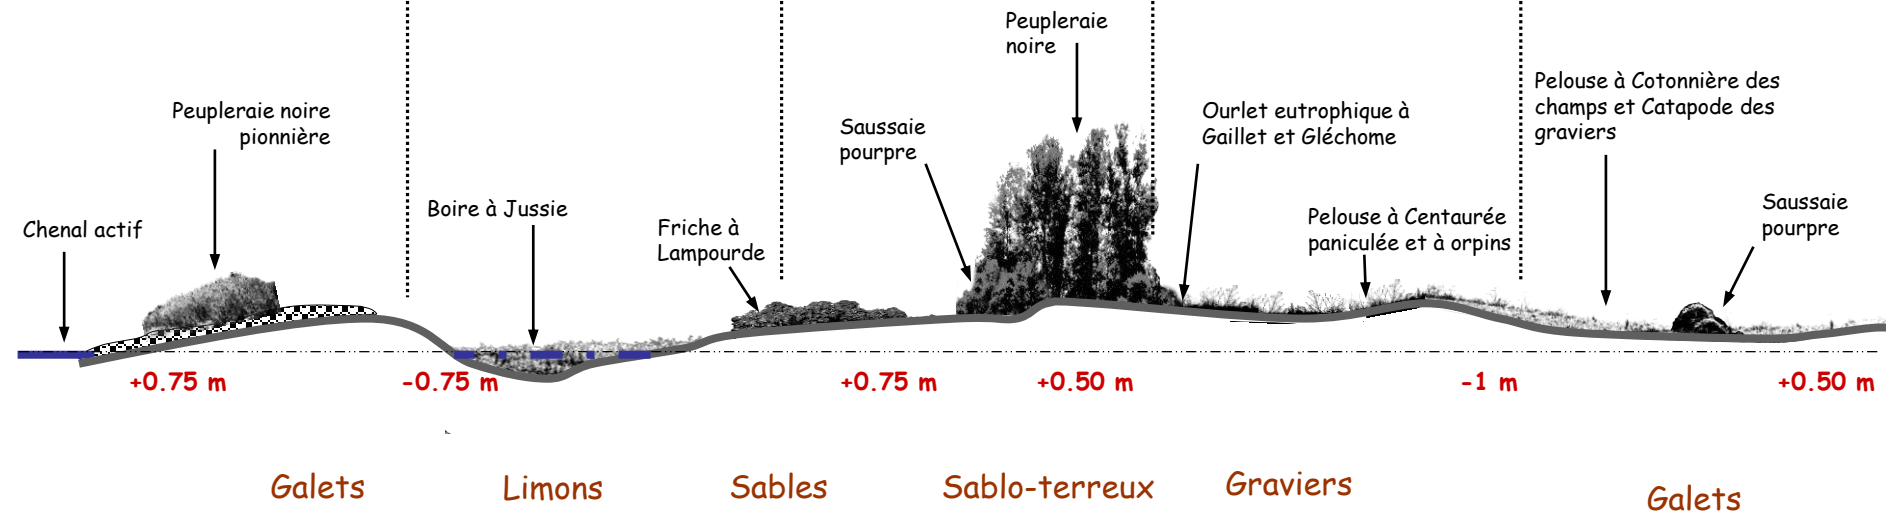 Peupleraie noire
pionnière
Chenal actif
Boire à Jussie
Friche à
Lampourde
Saussaie
pourpre
Peupleraie
noire
Ourlet eutrophique à
Gaillet et Gléchome
Pelouse à Centaurée
paniculée et à orpins
Pelouse à Cotonnière des
champs et Catapode des
graviers
Saussaie
pourpre
+0.75 m
-0.75 m
+0.75 m
+0.50 m
-1 m
+0.50 m
Galets
Limons
Sables
Sablo-terreux
Graviers
Galets